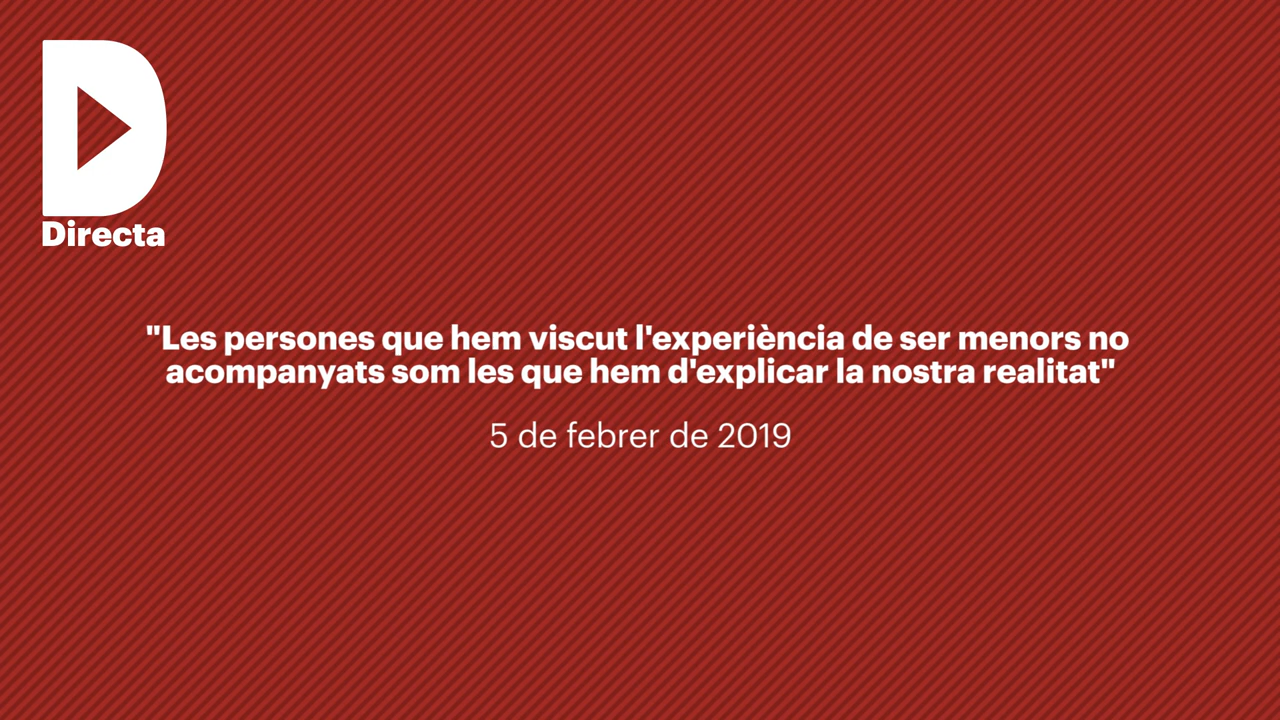 Directa
"Les persones que hem viscut l'experiència de ser menors no
acompanyats som les que hem d'explicar la nostra realitat"
5 de febrer de 2019